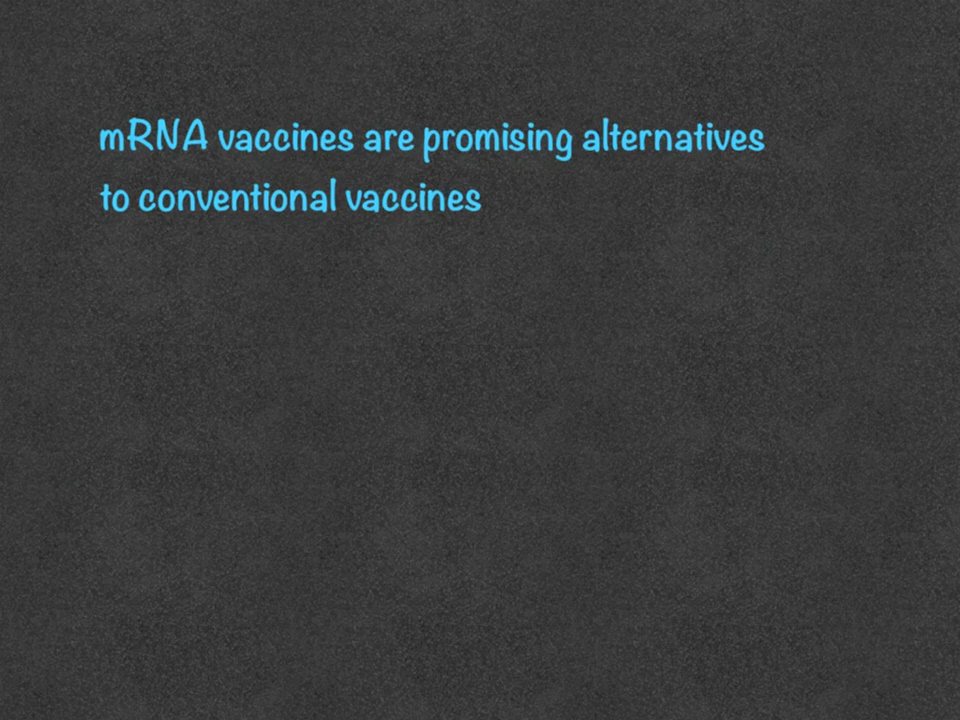 mRNA vaccines are promising alternatives
to conventional vaccines